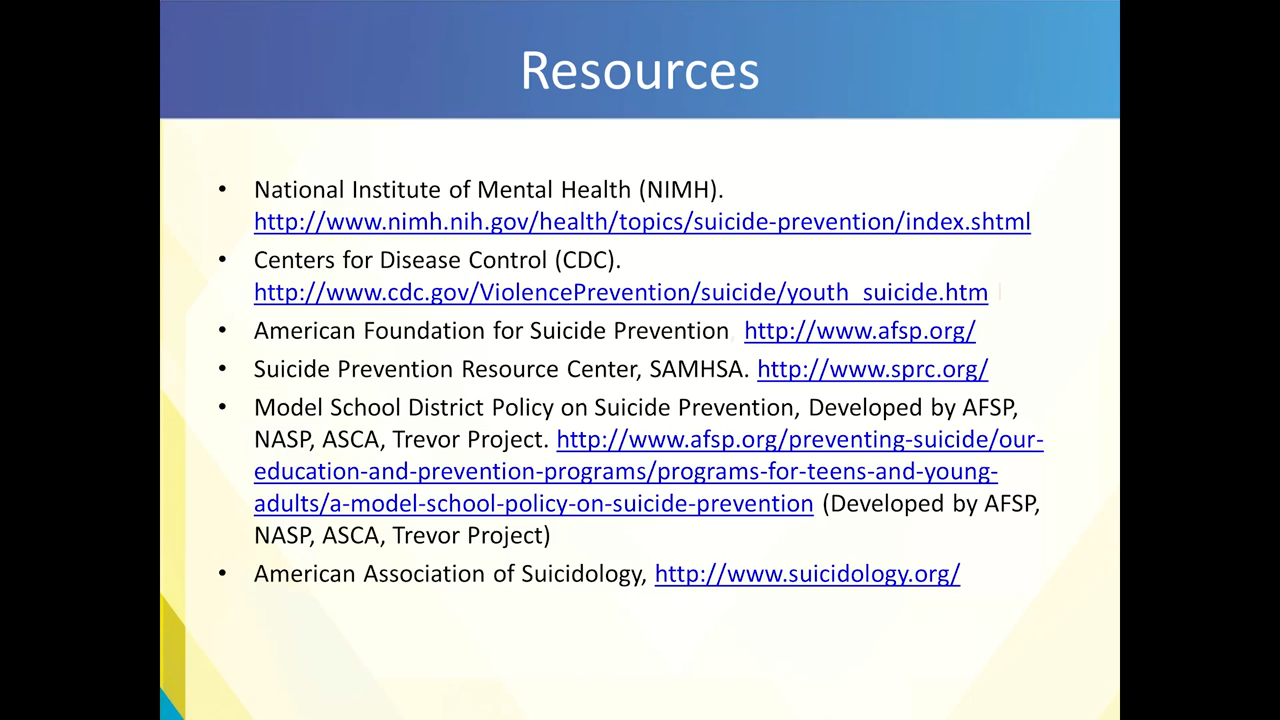 Resources
• National Institute of Mental Health (NIMH).
http://www.nimh.nih.gov/health/topics/suicide-prevention/index.shtml
• Centers for Disease Control (CDC).
http://www.cdc.gov/ViolencePrevention/suicide/youth_suicide.htm
• American Foundation for Suicide Prevention, http://www.afsp.org/
• Suicide Prevention Resource Center, SAMHSA. http://www.sprc.org/
• Model School District Policy on Suicide Prevention, Developed by AFSP,
NASP, ASCA, Trevor Project. http://www.afsp.org/preventing-suicide/our-
education-and-prevention-programs/programs-for-teens-and-young-
adults/a-model-school-policy-on-suicide-prevention (Developed by AFSP,
NASP, ASCA, Trevor Project)
• American Association of Suicidology, http://www.suicidology.org/